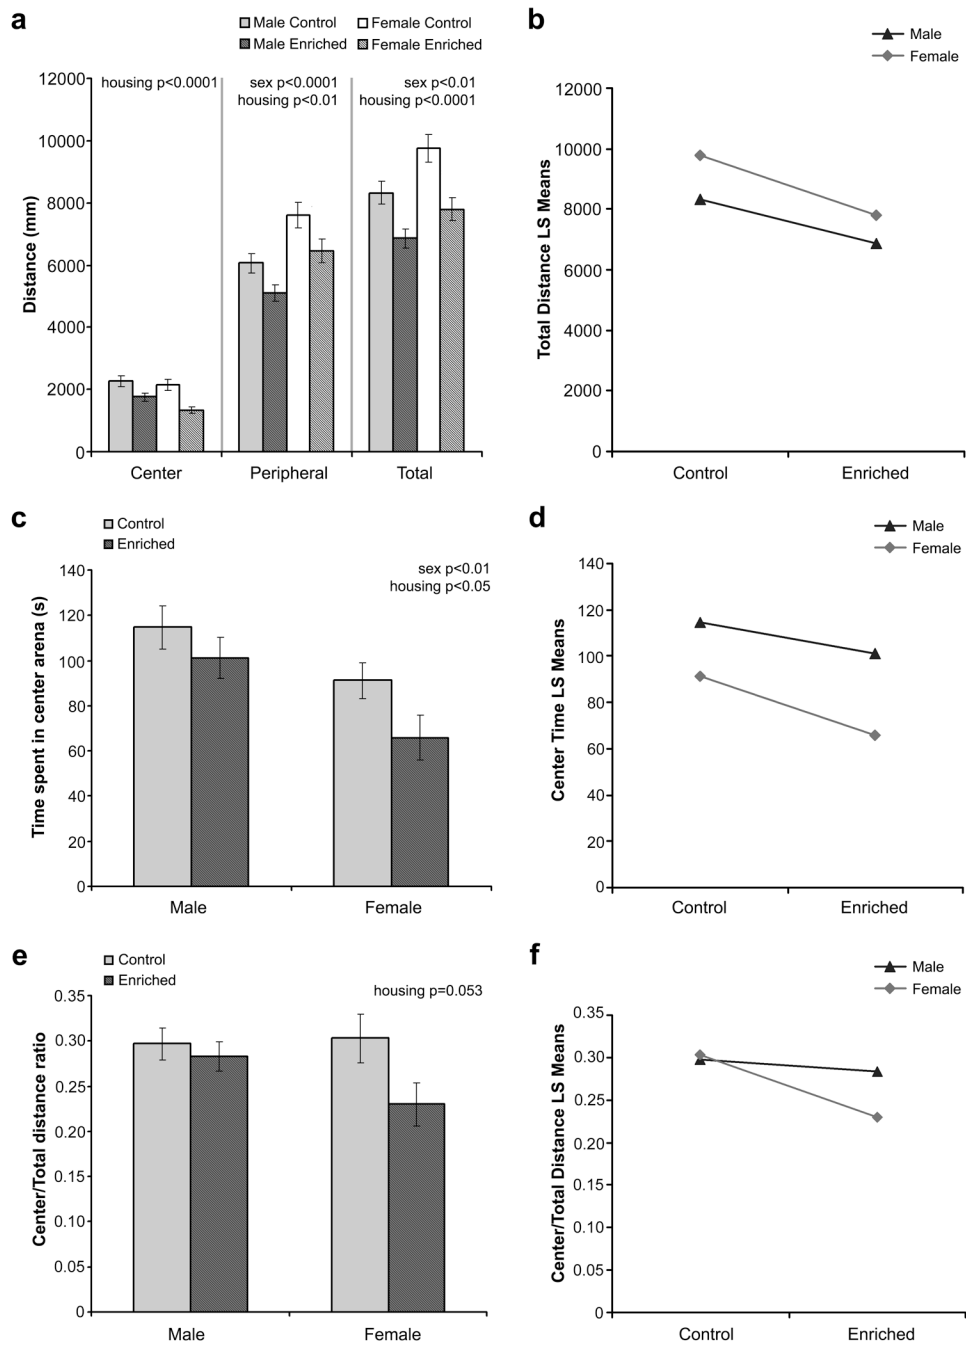 a
Male Control
Female Control
Male Enriched
Female Enriched
12000
10000
8000
6000
4000
2000
0
Distance (mm)
housing p<0.0001
sex p<0.0001
housing p<0.01
sex p<0.01
housing p<0.0001
Center
Peripheral
Total
b
Male
Female
12000
10000
8000
6000
4000
2000
0
Total Distance LS Means
Control
Enriched
c
Control
Enriched
sex p<0.01
housing p<0.05
140
120
100
80
60
40
20
0
Time spent in center arena (s)
Male
Female
d
Male
Female
140
120
100
80
60
40
20
0
Center Time LS Means
Control
Enriched
e
Control
Enriched
housing p=0.053
0.35
0.30
0.25
0.20
0.15
0.10
0.05
0
Center/Total distance ratio
Male
Female
f
Male
Female
0.35
0.30
0.25
0.20
0.15
0.10
0.05
0
Center/Total Distance LS Means
Control
Enriched